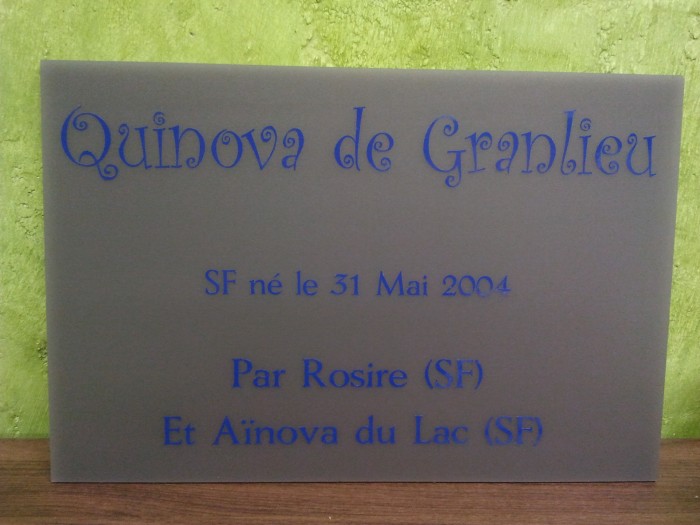 Quinova de Granlieu
SF né le 31 Mai 2004
Par Rosire (SF)
Et Aïnova du Lac (SF)